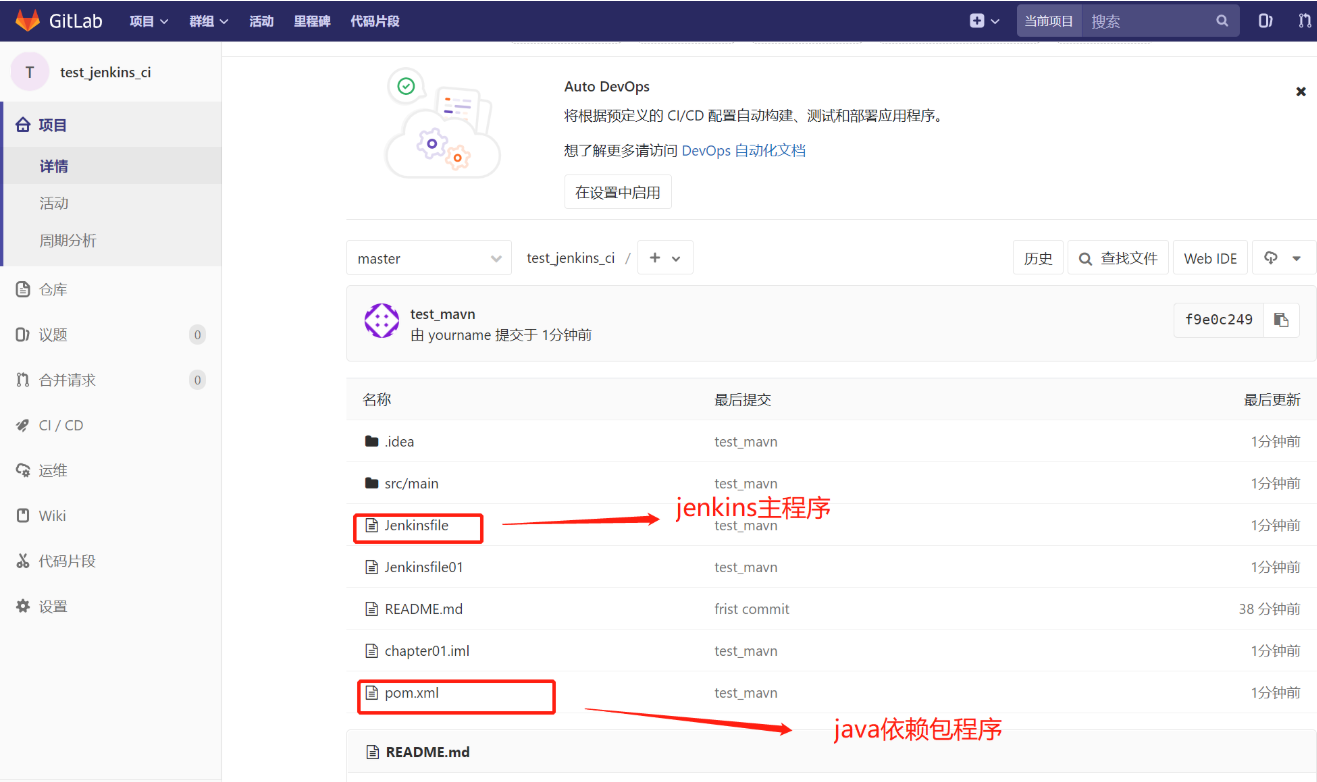 GitLab 项目 群组 活动 里程碑 代码片段 当前项目 搜索
T test_jenkins_ci
项目
详情
活动
周期分析
仓库
议题 0
合并请求 0
CI / CD
运维
Wiki
代码片段
设置
Auto DevOps
将根据预定义的 CI/CD 配置自动构建、测试和部署应用程序。
想了解更多请访问 DevOps 自动化文档
在设置中启用
master test_jenkins_ci / + 历史 查找文件 Web IDE
test_mavn
由 yourname 提交于 1分钟前
f9e0c249
名称 最后提交 最后更新
.idea test_mavn 1分钟前
src/main test_mavn 1分钟前
jenkins主程序
Jenkinsfile test_mavn 1分钟前
Jenkinsfile01 test_mavn 1分钟前
README.md frist commit 38 分钟前
chapter01.iml test_mavn 1分钟前
pom.xml test_mavn 1分钟前
java依赖包程序
README.md